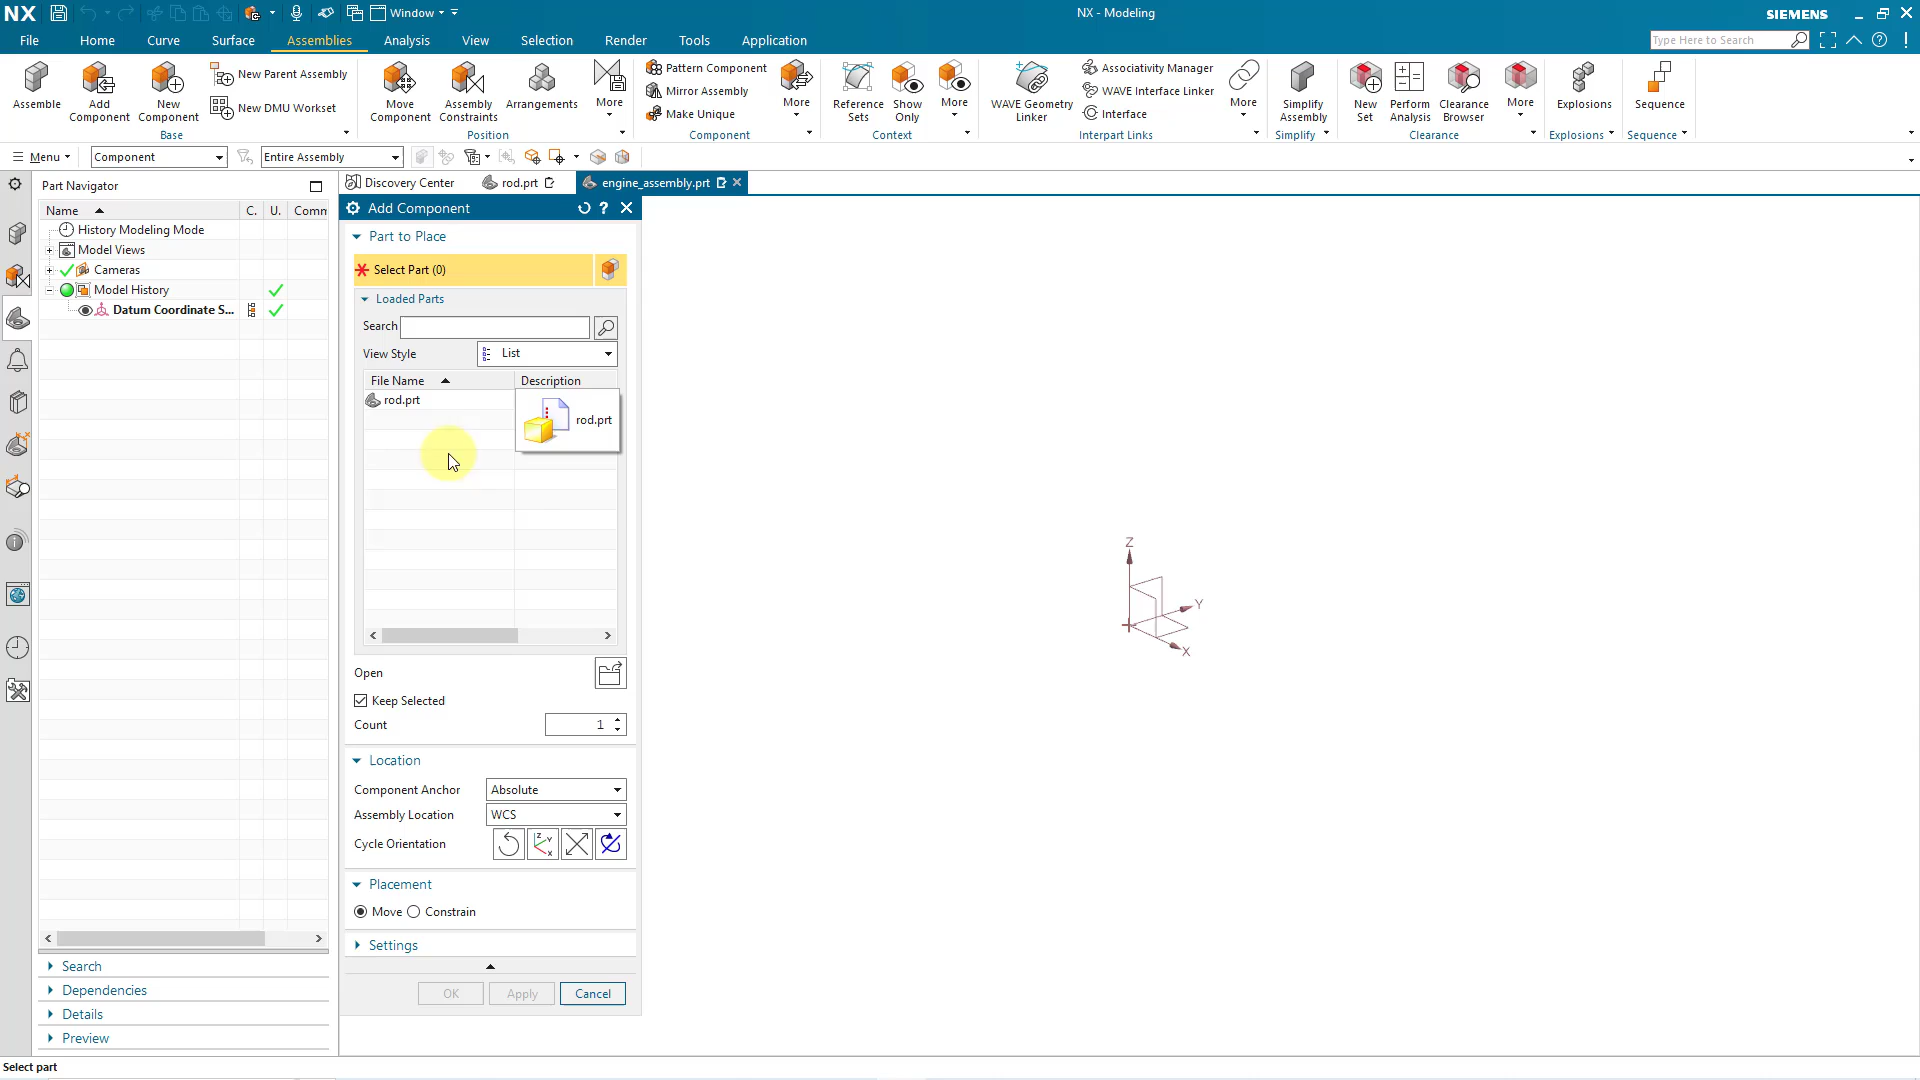 NX
Window
NX - Modeling
SIEMENS
File
Home
Curve
Surface
Assemblies
Analysis
View
Selection
Render
Tools
Application
Type Here to Search
Assemble
Add Component
New Component
New Parent Assembly
New DMU Workset
Base
Move Component
Assembly Constraints
Arrangements
More
Position
Pattern Component
Mirror Assembly
Make Unique
More
Component
Reference Sets
Show Only
More
Context
WAVE Geometry Linker
Associativity Manager
WAVE Interface Linker
Interface
More
Interpart Links
Simplify Assembly
Simplify
New Set
Perform Analysis
Clearance Browser
More
Clearance
Explosions
Explosions
Sequence
Sequence
Menu
Component
Entire Assembly
Part Navigator
Name
C.
U.
Comm
History Modeling Mode
Model Views
Cameras
Model History
Datum Coordinate S...
Search
Dependencies
Details
Preview
Discovery Center
rod.prt
engine_assembly.prt
Add Component
Part to Place
Select Part (0)
Loaded Parts
Search
View Style
List
File Name
Description
rod.prt
rod.prt
Open
Keep Selected
Count
1
Location
Component Anchor
Absolute
Assembly Location
WCS
Cycle Orientation
Placement
Move
Constrain
Settings
OK
Apply
Cancel
Z
Y
X
Select part